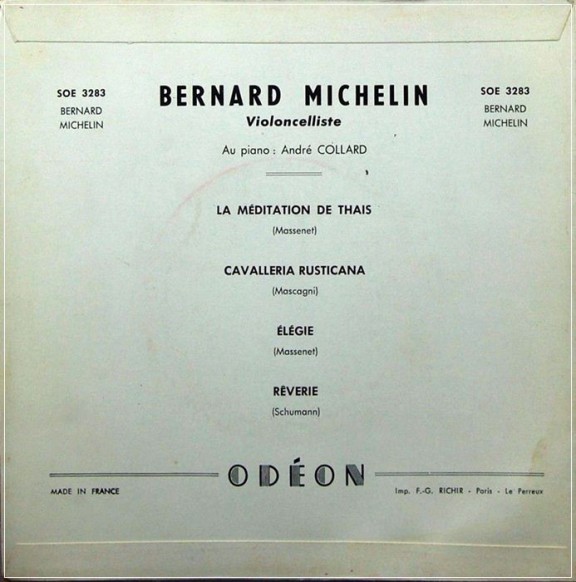 SOE 3283
BERNARD
MICHELIN
BERNARD MICHELIN
Violoncelliste
Au piano : André COLLARD
SOE 3283
BERNARD
MICHELIN
LA MÉDITATION DE THAIS
(Massenet)
CAVALLERIA RUSTICANA
(Mascagni)
ÉLÉGIE
(Massenet)
RÊVERIE
(Schumann)
ODÉON
MADE IN FRANCE
Imp. F.-G. RICHIR - Paris - Le Perreux